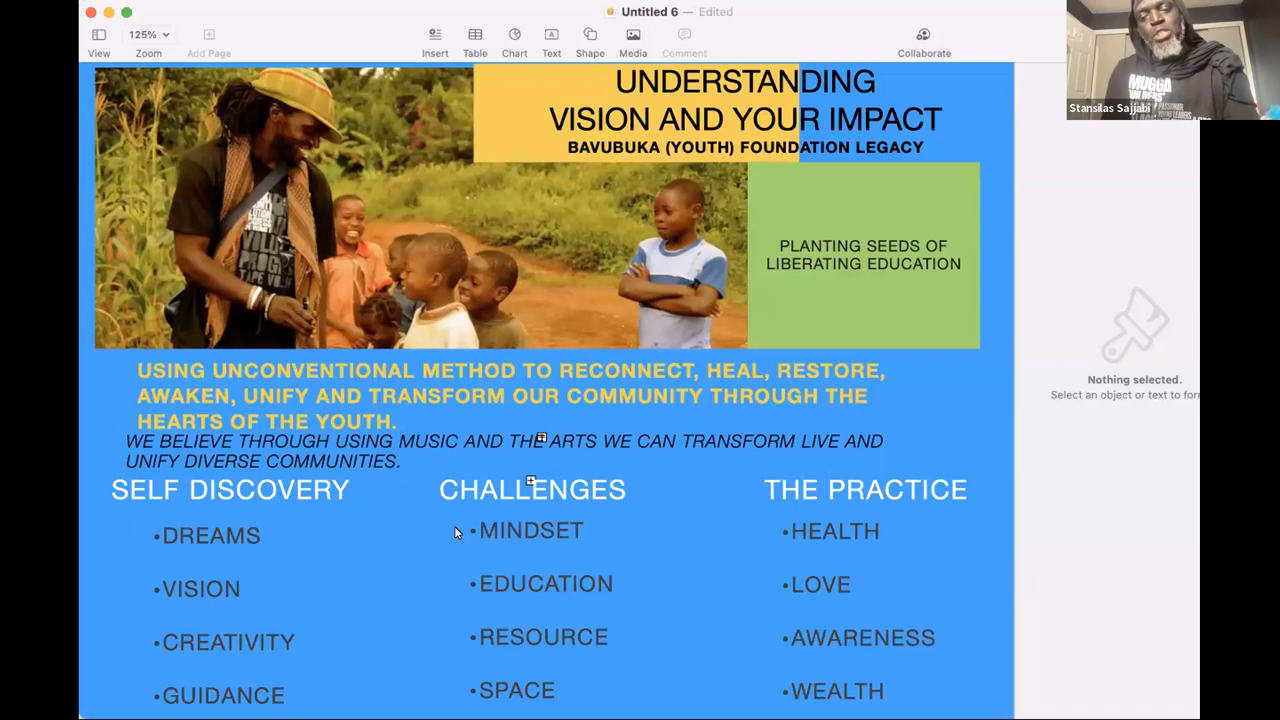 Untitled 6 — Edited
125%
View
Zoom
Add Page
Insert
Table
Chart
Text
Shape
Media
Comment
Collaborate
Stansilas Sajjabi
MUGGA
UNDERSTANDING
VISION AND YOUR IMPACT
BAVUBUKA (YOUTH) FOUNDATION LEGACY
PLANTING SEEDS OF
LIBERATING EDUCATION
USING UNCONVENTIONAL METHOD TO RECONNECT, HEAL, RESTORE,
AWAKEN, UNIFY AND TRANSFORM OUR COMMUNITY THROUGH THE
HEARTS OF THE YOUTH.
WE BELIEVE THROUGH USING MUSIC AND THE ARTS WE CAN TRANSFORM LIVE AND
UNIFY DIVERSE COMMUNITIES.
SELF DISCOVERY
•DREAMS
•VISION
•CREATIVITY
•GUIDANCE
CHALLENGES
•MINDSET
•EDUCATION
•RESOURCE
•SPACE
THE PRACTICE
•HEALTH
•LOVE
•AWARENESS
•WEALTH
Nothing selected.
Select an object or text to for